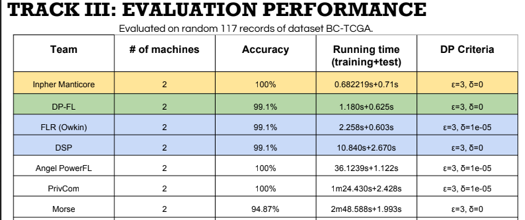 TRACK III: EVALUATION PERFORMANCE
Evaluated on random 117 records of dataset BC-TCGA.
Team # of machines Accuracy Running time (training+test) DP Criteria
Inpher Manticore 2 100% 0.682219s+0.71s ε=3, δ=0
DP-FL 2 99.1% 1.180s+0.625s ε=3, δ=0
FLR (Owkin) 2 99.1% 2.258s+0.603s ε=3, δ=1e-05
DSP 2 99.1% 10.840s+2.670s ε=3, δ=0
Angel PowerFL 2 100% 36.1239s+1.122s ε=3, δ=1e-05
PrivCom 2 100% 1m24.430s+2.428s ε=3, δ=1e-05
Morse 2 94.87% 2m48.588s+1.993s ε=3, δ=0